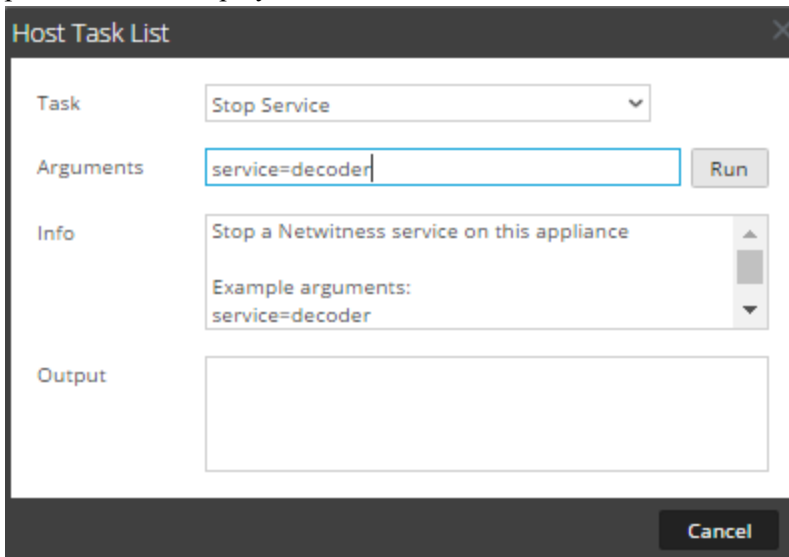 Host Task List
Task
Stop Service
Arguments
service=decoder
Run
Info
Stop a Netwitness service on this appliance
Example arguments:
service=decoder
Output
Cancel